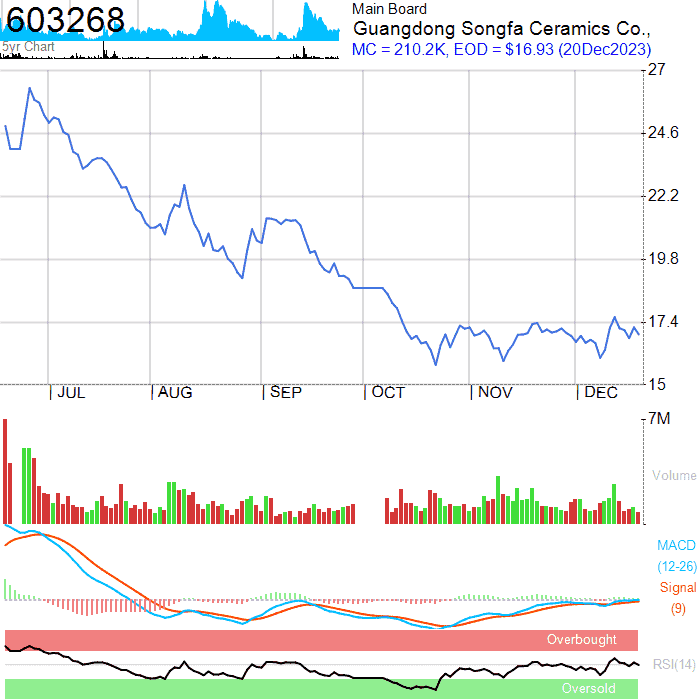 603268
5yr Chart
Main Board
Guangdong Songfa Ceramics Co.,
MC = 210.2K, EOD = $16.93 (20Dec2023)
27
24.6
22.2
19.8
17.4
15
JUL AUG SEP OCT NOV DEC
7M
Volume
MACD
(12-26)
Signal
(9)
Overbought
RSI(14)
Oversold